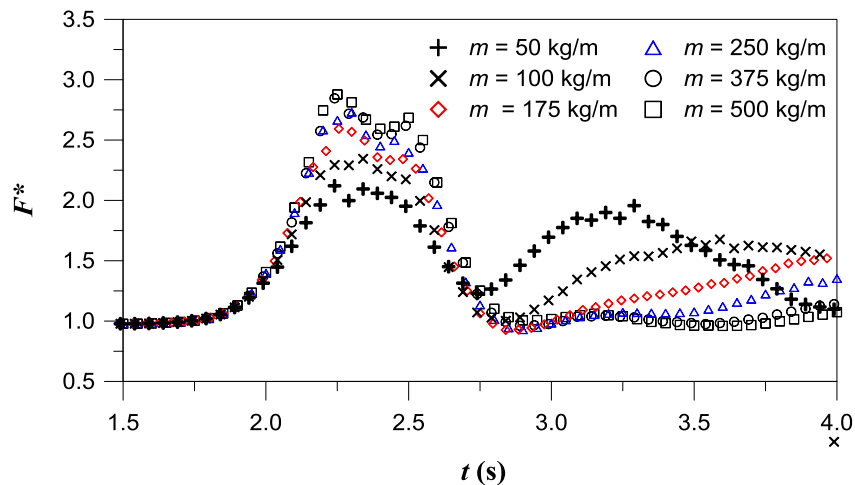 3.5
3.0
2.5
2.0
1.5
1.0
0.5
F*
m = 50 kg/m
m = 250 kg/m
m = 100 kg/m
m = 375 kg/m
m = 175 kg/m
m = 500 kg/m
1.5 2.0 2.5 3.0 3.5 4.0
t (s)